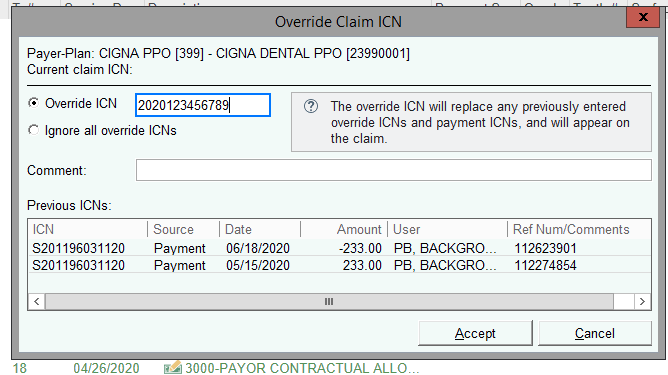 Override Claim ICN
x
Payer-Plan: CIGNA PPO [399] - CIGNA DENTAL PPO [23990001]
Current claim ICN:
Override ICN 2020123456789
Ignore all override ICNs
The override ICN will replace any previously entered
override ICNs and payment ICNs, and will appear on
the claim.
Comment:
Previous ICNs:
ICN Source Date Amount User Ref Num/Comments
S201196031120 Payment 06/18/2020 -233.00 PB, BACKGRO... 112623901
S201196031120 Payment 05/15/2020 233.00 PB, BACKGRO... 112274854
Accept Cancel
18 04/26/2020 3000-PAYOR CONTRACTUAL ALLO...